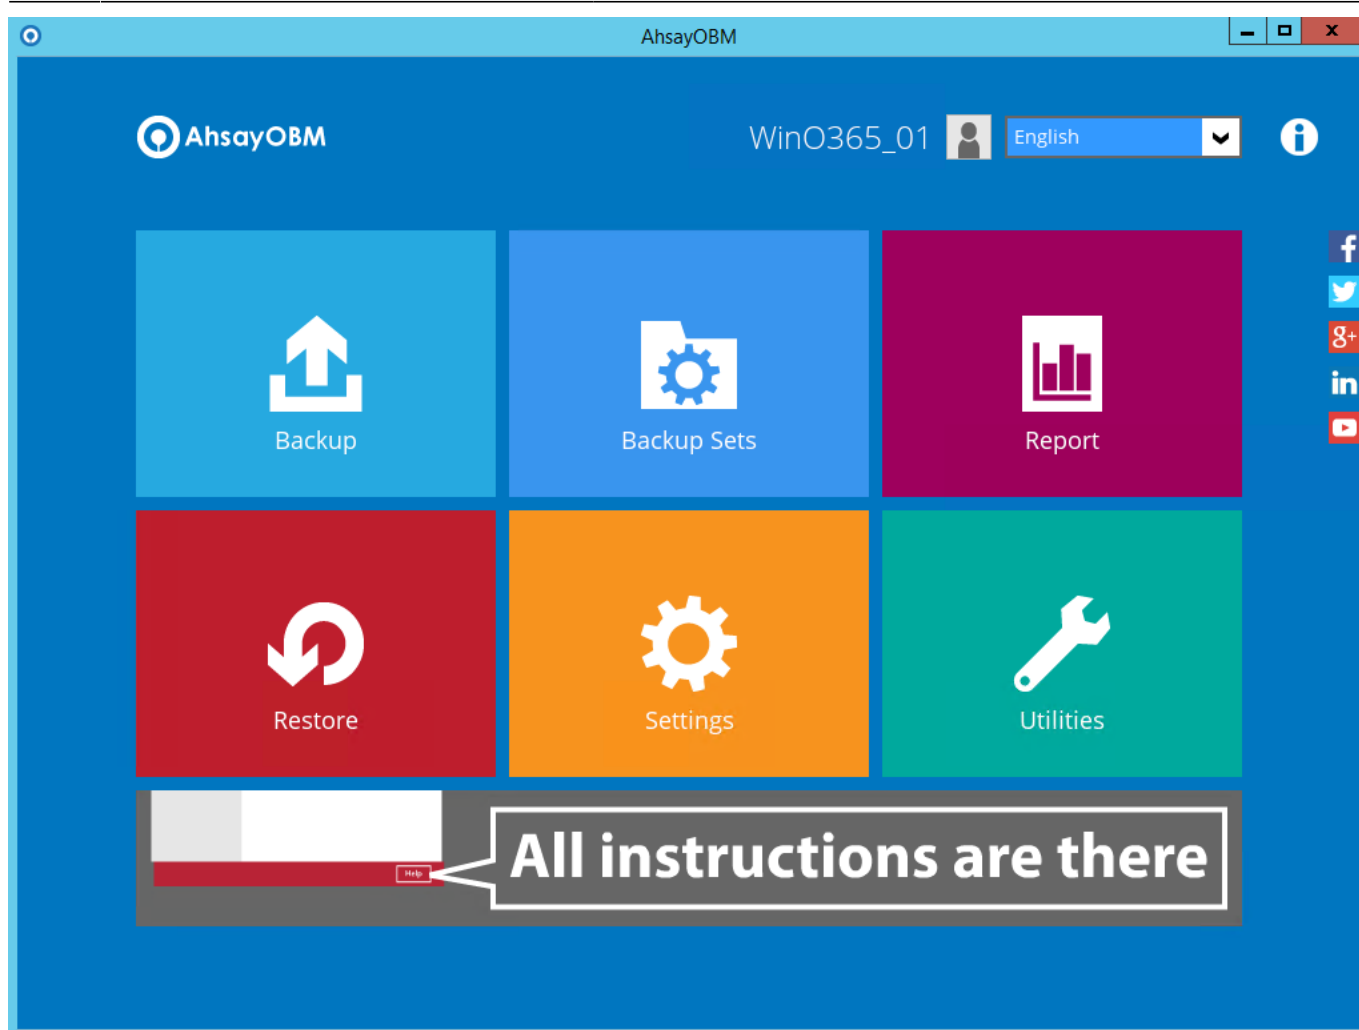 AhsayOBM
AhsayOBM
WinO365_01
English
Backup
Backup Sets
Report
Restore
Settings
Utilities
Help
All instructions are there